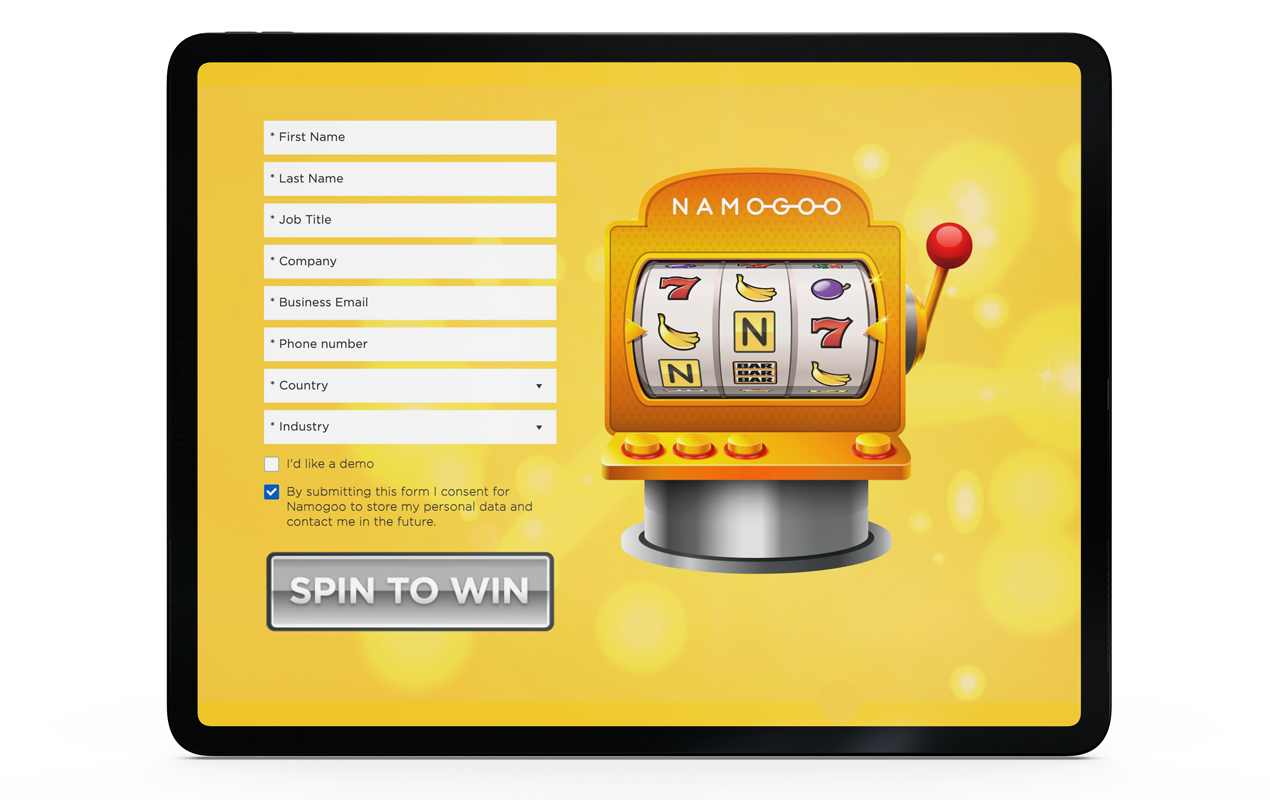 * First Name
* Last Name
* Job Title
* Company
* Business Email
* Phone number
* Country
* Industry
I'd like a demo
By submitting this form I consent for
Namogoo to store my personal data and
contact me in the future.
SPIN TO WIN
NAMOGOO
7
N
7
N
BAR
BAR
BAR